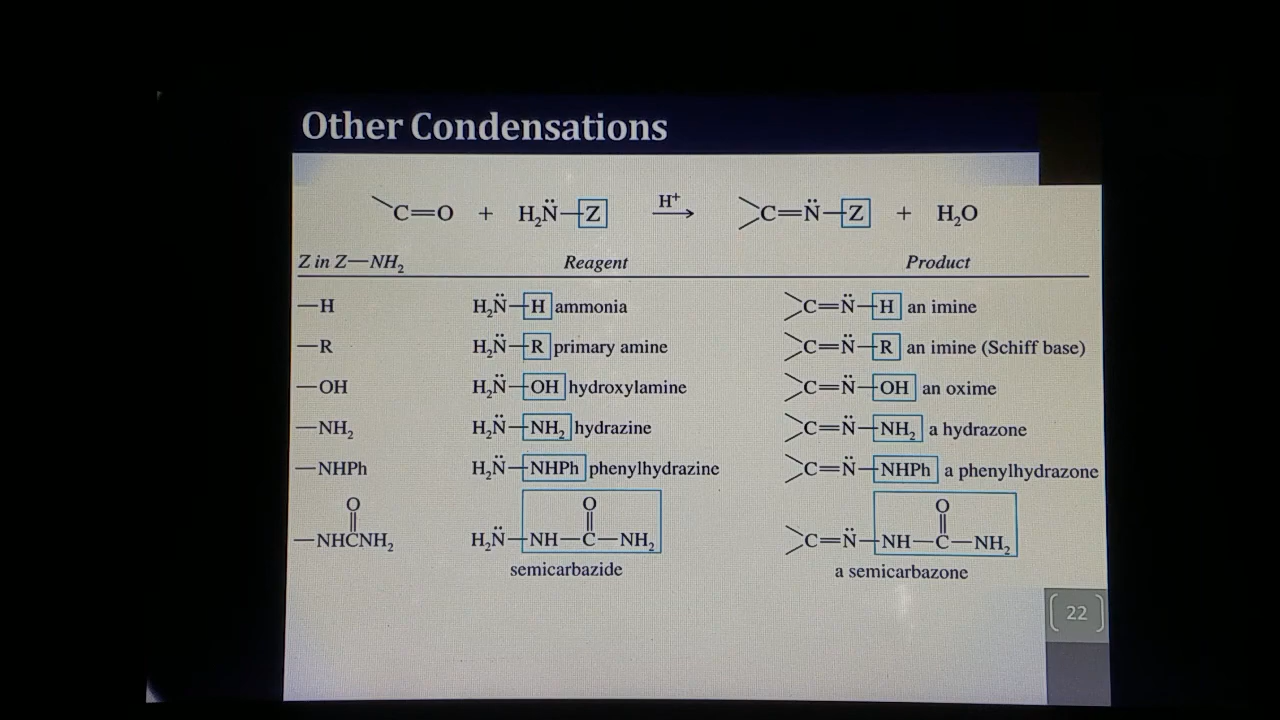 Other Condensations
C=O + H₂N̈—Z H⁺ → C=N̈—Z + H₂O
Z in Z—NH₂ Reagent Product
—H H₂N̈—H ammonia C=N̈—H an imine
—R H₂N̈—R primary amine C=N̈—R an imine (Schiff base)
—OH H₂N̈—OH hydroxylamine C=N̈—OH an oxime
—NH₂ H₂N̈—NH₂ hydrazine C=N̈—NH₂ a hydrazone
—NHPh H₂N̈—NHPh phenylhydrazine C=N̈—NHPh a phenylhydrazone
O O O
—NHCNH₂ H₂N̈—NH—C—NH₂ C=N̈—NH—C—NH₂
semicarbazide a semicarbazone
22